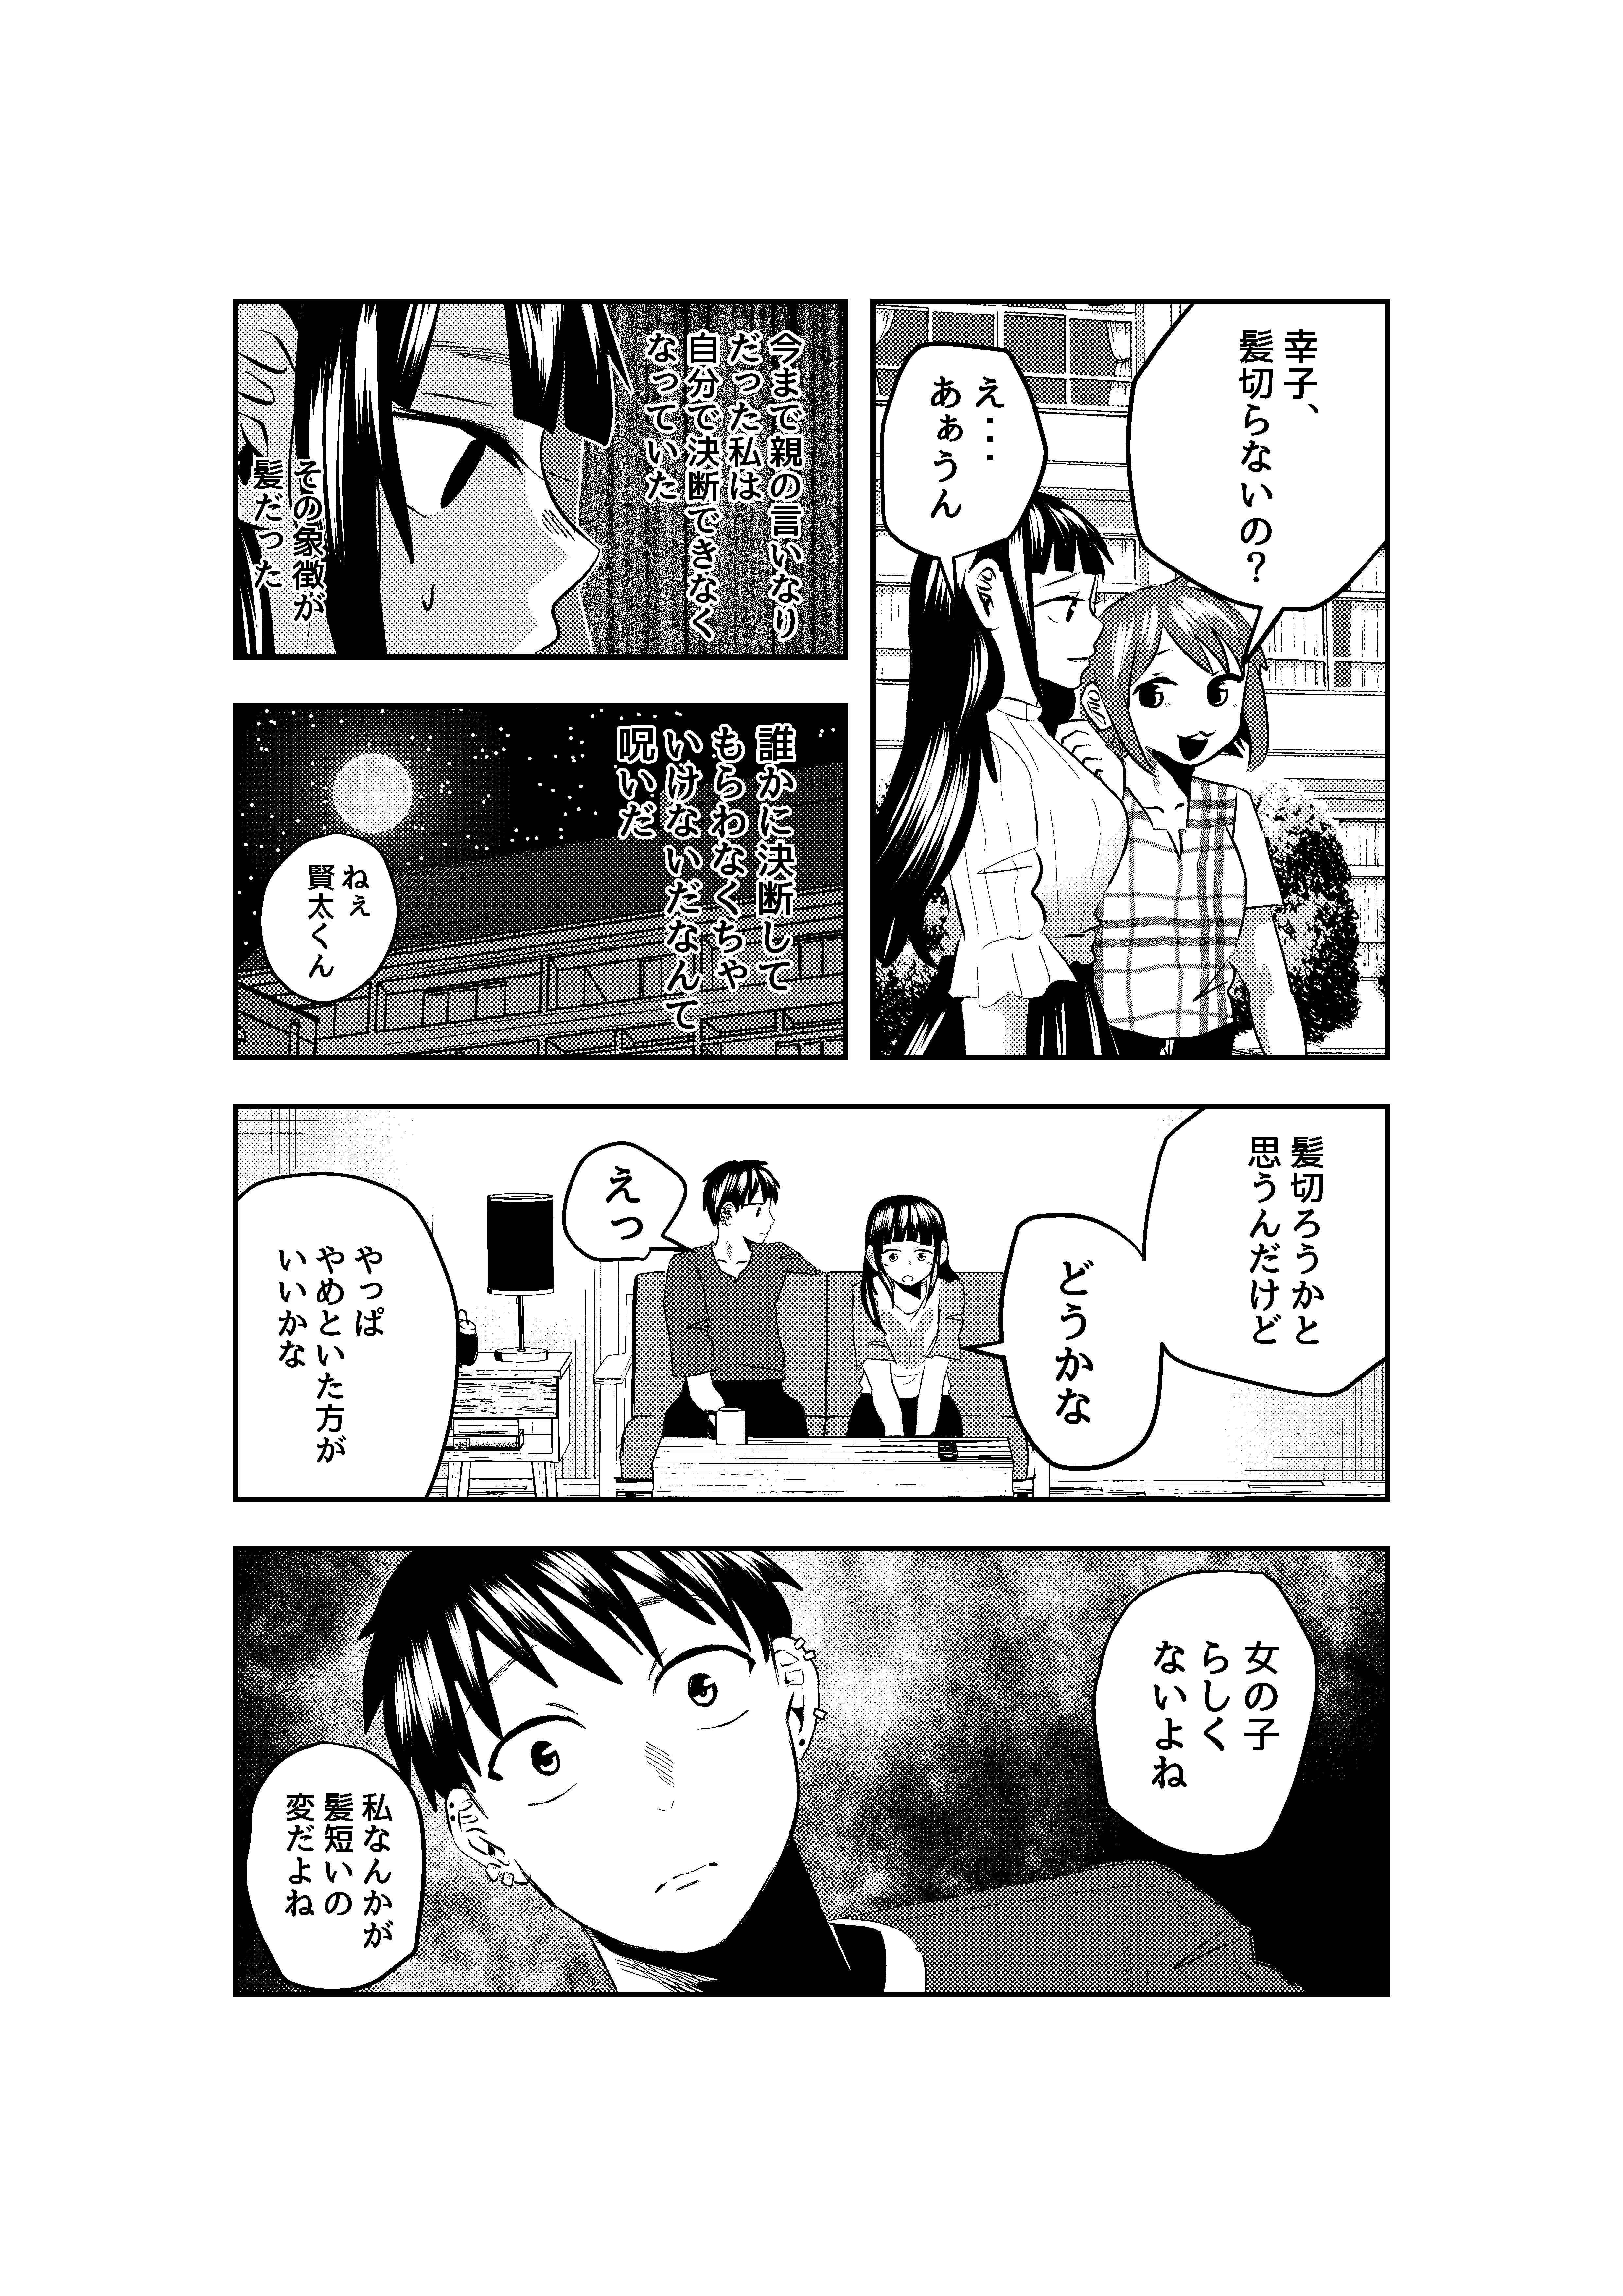 幸子、
髪切らないの?
え・・・
あぁうん
今まで親の言いなり
だった私は
自分で決断できなく
なっていた
その象徴が
髪だった
誰かに決断して
もらわなくちゃ
いけないだなんて
呪いだ
ねぇ
賢太くん
髪切ろうかと
思うんだけど
どうかな
えっ
やっぱ
やめといた方が
いいかな
女の子
らしく
ないよね
私なんかが
髪短いの
変だよね